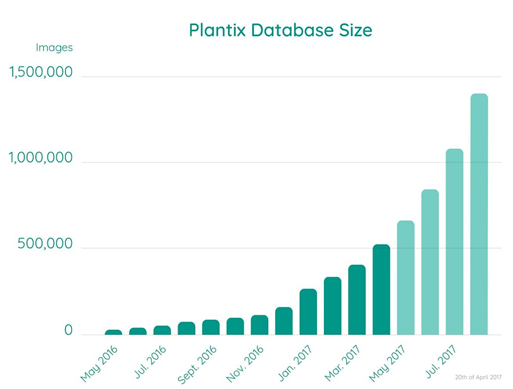 Plantix Database Size
Images
1,500,000
1,000,000
500,000
0
May 2016
Jul. 2016
Sept. 2016
Nov. 2016
Jan. 2017
Mar. 2017
May 2017
Jul. 2017
20th of April 2017